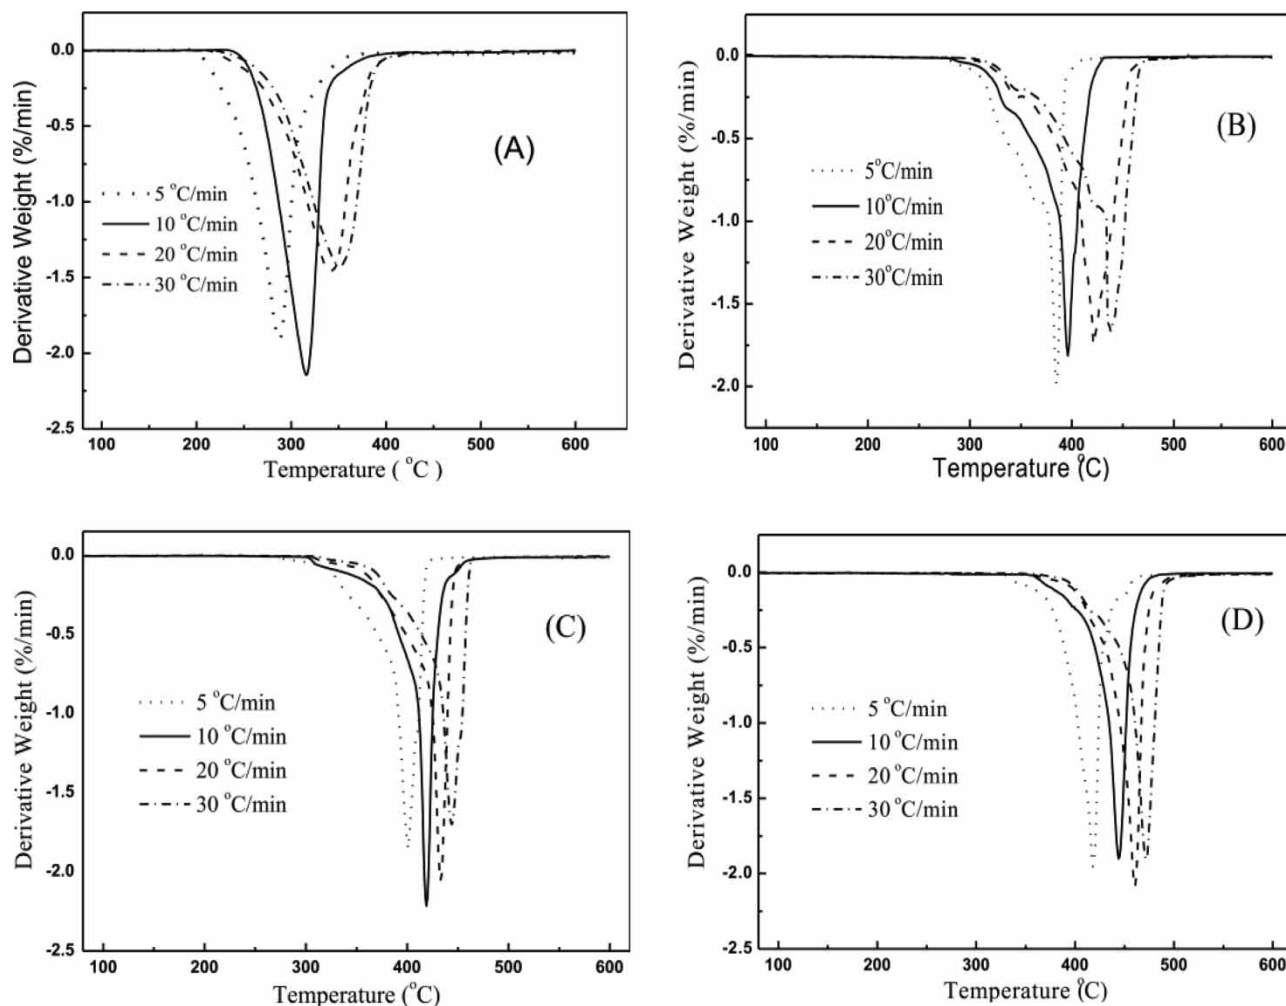 0.0
-0.5
-1.0
-1.5
-2.0
-2.5
Derivative Weight (%/min)
(A)
5 °C/min
10 °C/min
20 °C/min
30 °C/min
100 200 300 400 500 600
Temperature ( °C )
0.0
-0.5
-1.0
-1.5
-2.0
Derivative Weight (%/min)
(B)
5°C/min
10°C/min
20°C/min
30°C/min
100 200 300 400 500 600
Temperature (°C)
0.0
-0.5
-1.0
-1.5
-2.0
-2.5
Derivative Weight (%/min)
(C)
5 °C/min
10 °C/min
20 °C/min
30 °C/min
100 200 300 400 500 600
Temperature (°C)
0.0
-0.5
-1.0
-1.5
-2.0
-2.5
Derivative Weight (%/min)
(D)
5 °C/min
10 °C/min
20 °C/min
30 °C/min
100 200 300 400 500 600
Temperature (°C)